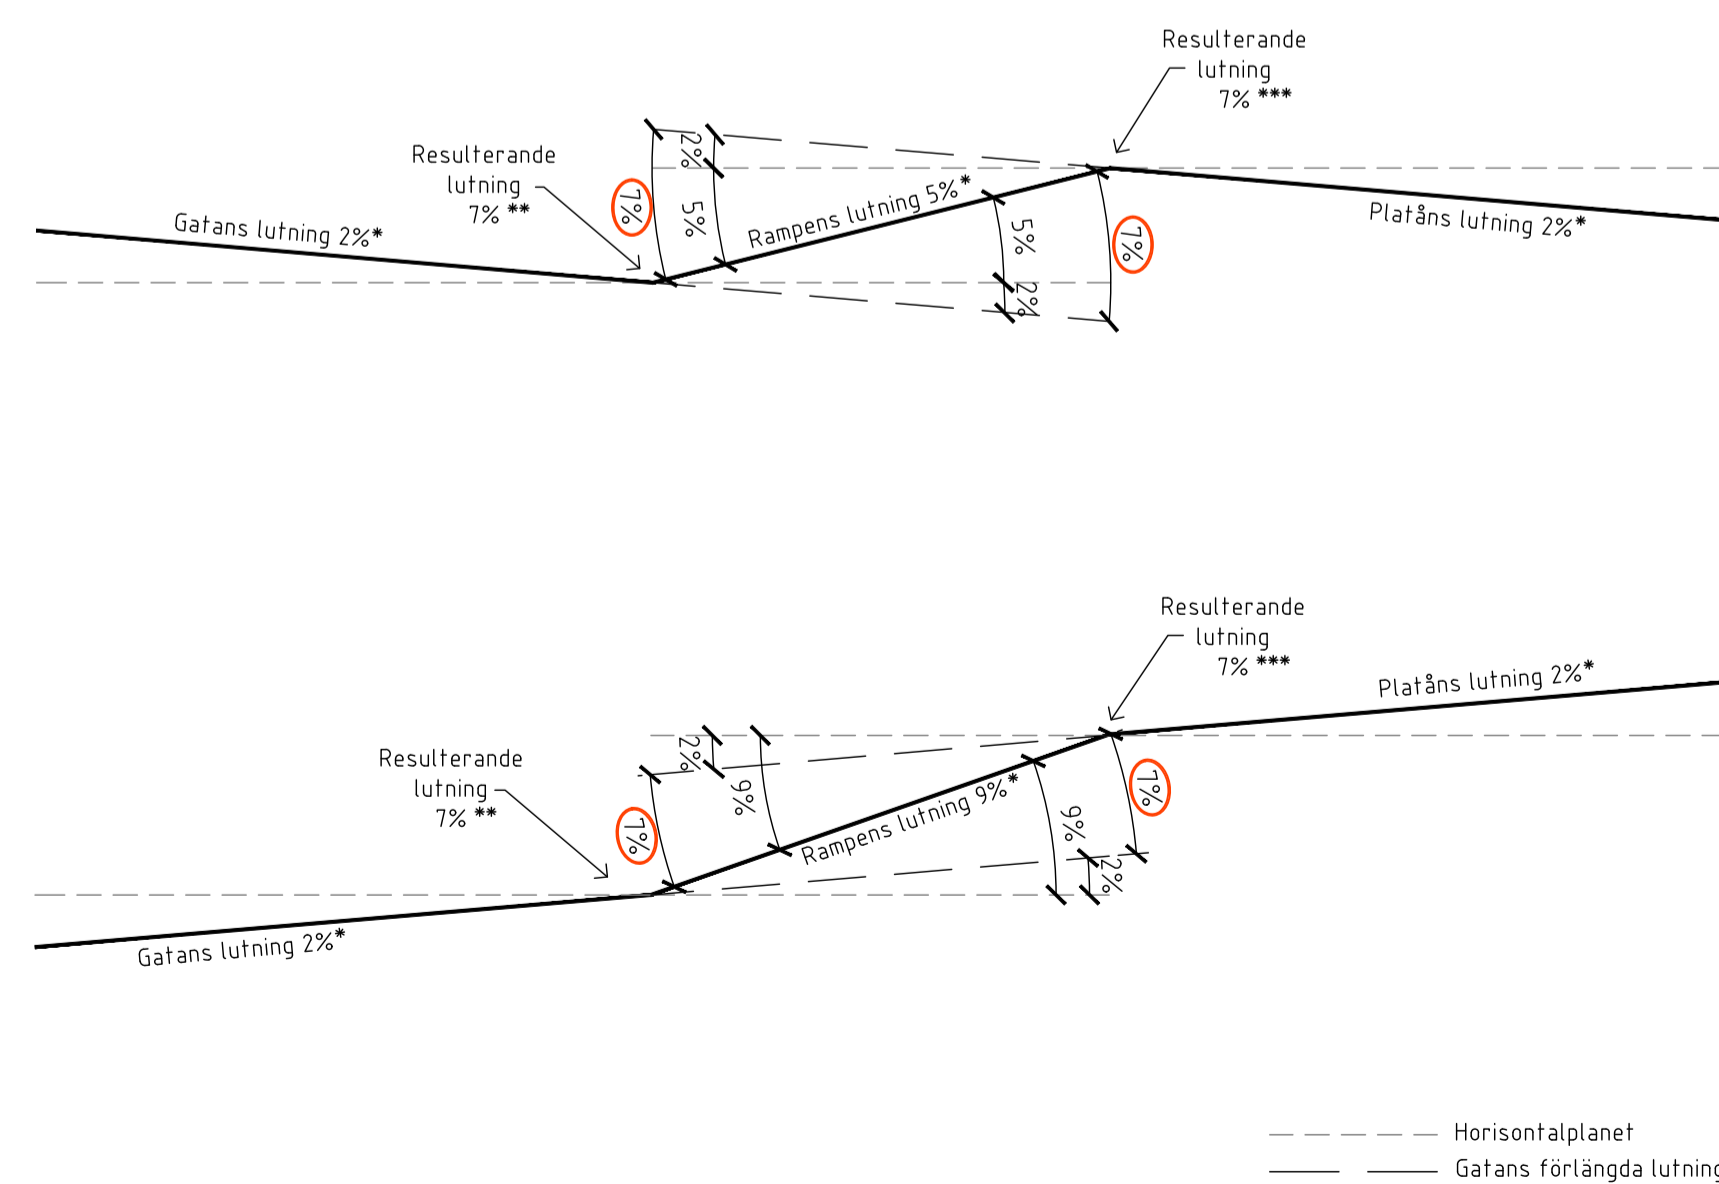 Resulterande
lutning
7% ***
Resulterande
lutning
7% **
Gatans lutning 2%*
7%
2%
5%
Rampens lutning 5%*
5%
2%
7%
Platåns lutning 2%*
Resulterande
lutning
7% ***
Platåns lutning 2%*
Resulterande
lutning
7% **
7%
2%
9%
Rampens lutning 9%*
9%
2%
7%
Gatans lutning 2%*
Horisontalplanet
Gatans förlängda lutning